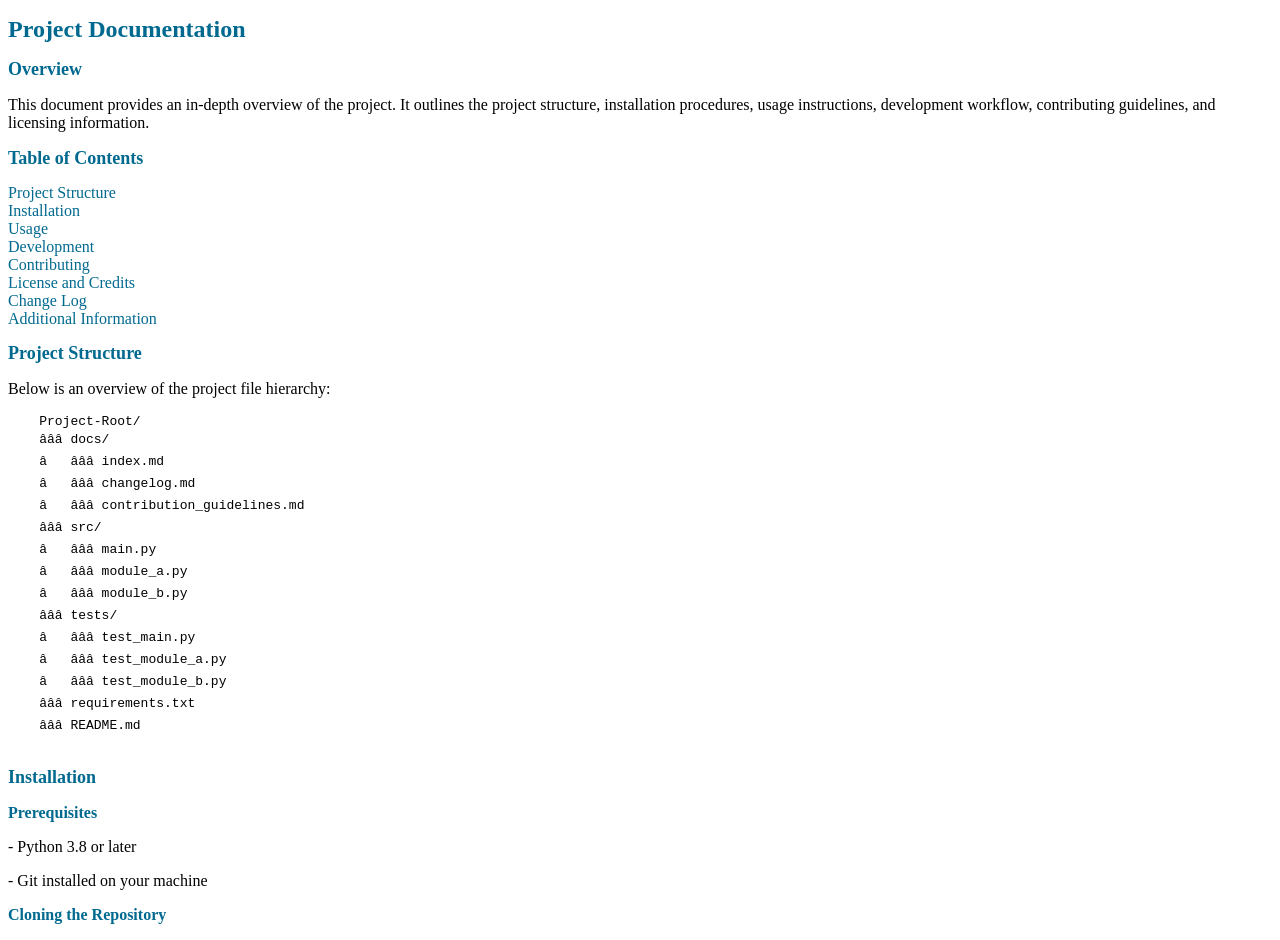 Project Documentation
Overview
This document provides an in-depth overview of the project. It outlines the project structure, installation procedures, usage instructions, development workflow, contributing guidelines, and
licensing information.
Table of Contents
Project Structure
Installation
Usage
Development
Contributing
License and Credits
Change Log
Additional Information
Project Structure
Below is an overview of the project file hierarchy:
Project-Root/
âââ docs/
â   âââ index.md
â   âââ changelog.md
â   âââ contribution_guidelines.md
âââ src/
â   âââ main.py
â   âââ module_a.py
â   âââ module_b.py
âââ tests/
â   âââ test_main.py
â   âââ test_module_a.py
â   âââ test_module_b.py
âââ requirements.txt
âââ README.md
Installation
Prerequisites
- Python 3.8 or later
- Git installed on your machine
Cloning the Repository